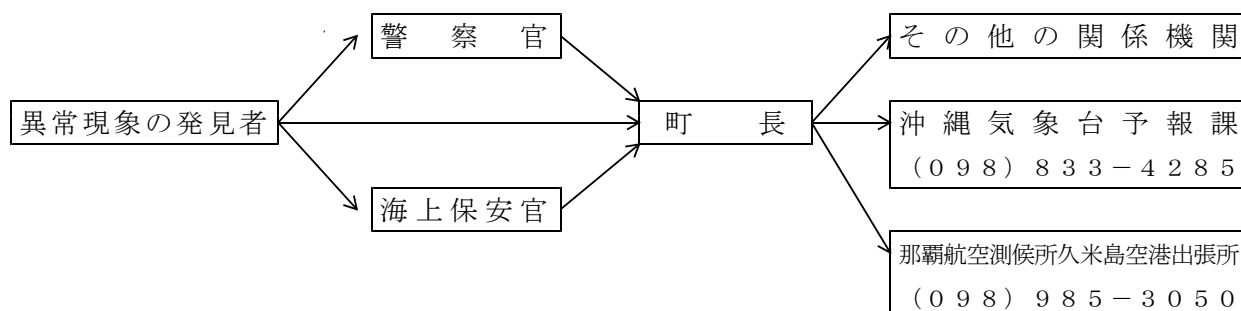 警察官
その他の関係機関
異常現象の発見者
町長
沖縄気象台予報課
（０９８）８３３－４２８５
海上保安官
那覇航空測候所久米島空港出張所
（０９８）９８５－３０５０